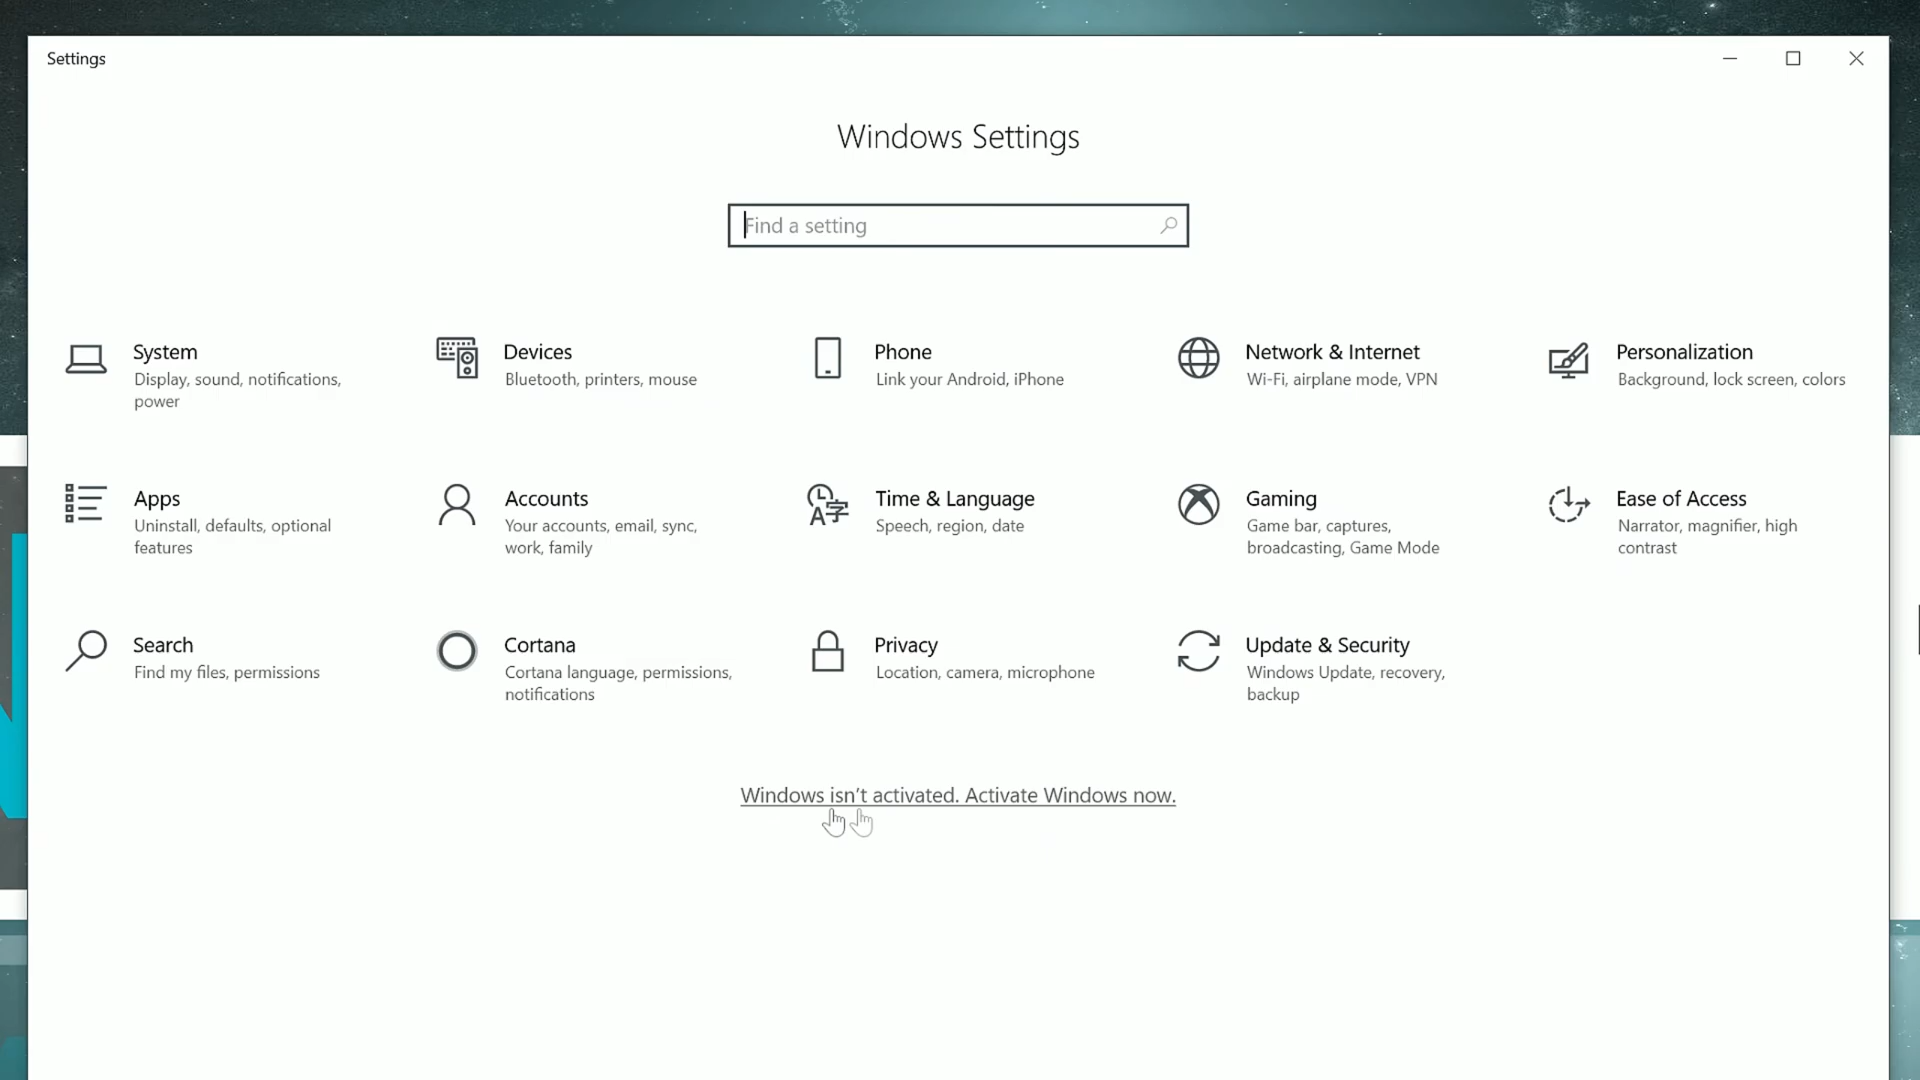 Settings
Windows Settings
Find a setting
System
Display, sound, notifications,
power
Devices
Bluetooth, printers, mouse
Phone
Link your Android, iPhone
Network & Internet
Wi-Fi, airplane mode, VPN
Personalization
Background, lock screen, colors
Apps
Uninstall, defaults, optional
features
Accounts
Your accounts, email, sync,
work, family
Time & Language
Speech, region, date
Gaming
Game bar, captures,
broadcasting, Game Mode
Ease of Access
Narrator, magnifier, high
contrast
Search
Find my files, permissions
Cortana
Cortana language, permissions,
notifications
Privacy
Location, camera, microphone
Update & Security
Windows Update, recovery,
backup
Windows isn't activated. Activate Windows now.